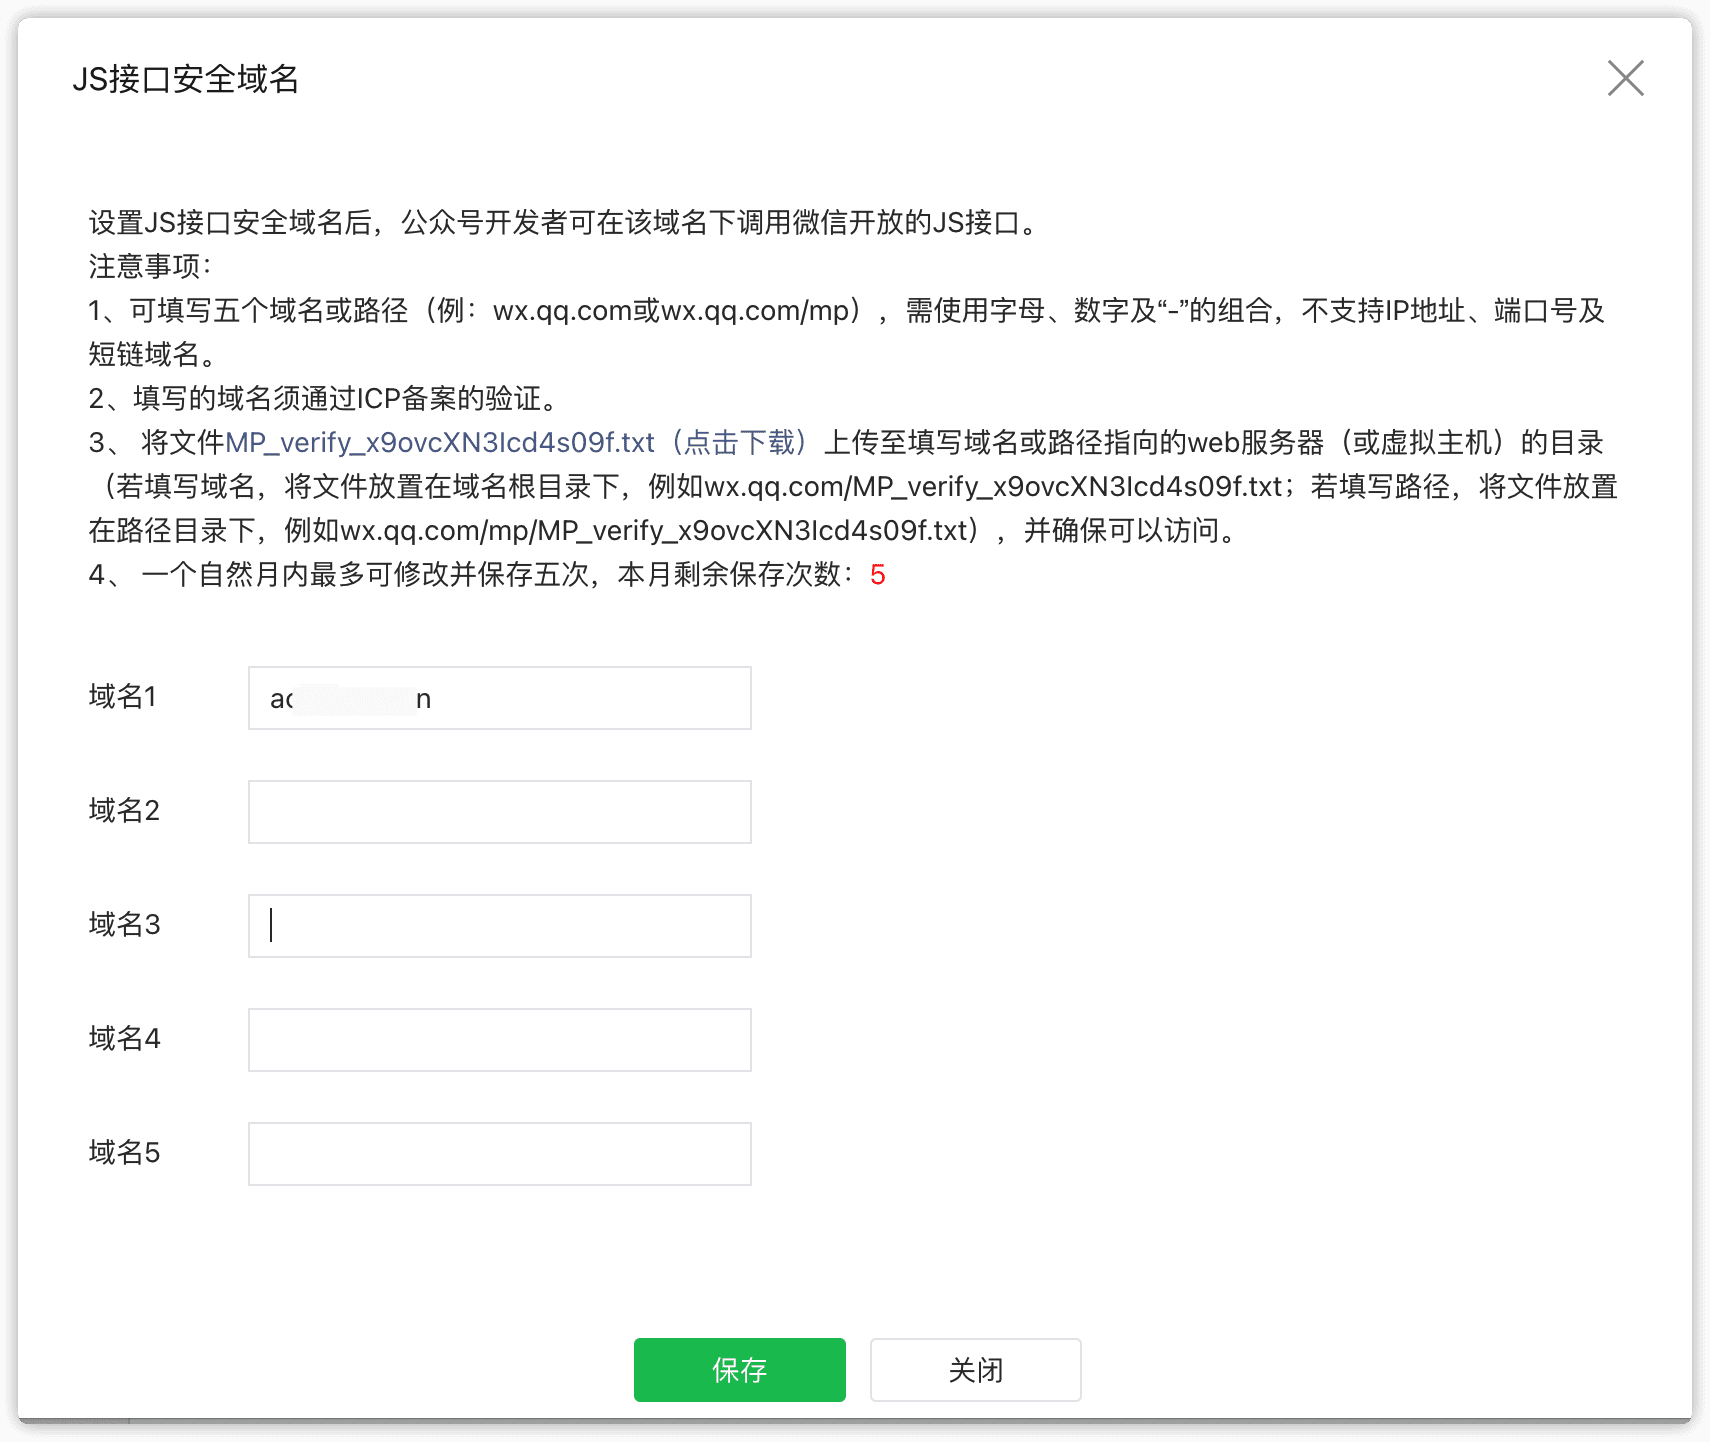 JS接口安全域名
设置JS接口安全域名后，公众号开发者可在该域名下调用微信开放的JS接口。
注意事项：
1、可填写五个域名或路径（例：wx.qq.com或wx.qq.com/mp），需使用字母、数字及“-”的组合，不支持IP地址、端口号及
短链域名。
2、填写的域名须通过ICP备案的验证。
3、 将文件MP_verify_x9ovcXN3Icd4s09f.txt（点击下载）上传至填写域名或路径指向的web服务器（或虚拟主机）的目录
（若填写域名，将文件放置在域名根目录下，例如wx.qq.com/MP_verify_x9ovcXN3Icd4s09f.txt；若填写路径，将文件放置
在路径目录下，例如wx.qq.com/mp/MP_verify_x9ovcXN3Icd4s09f.txt），并确保可以访问。
4、 一个自然月内最多可修改并保存五次，本月剩余保存次数：5
域名1
域名2
域名3
域名4
域名5
保存 关闭